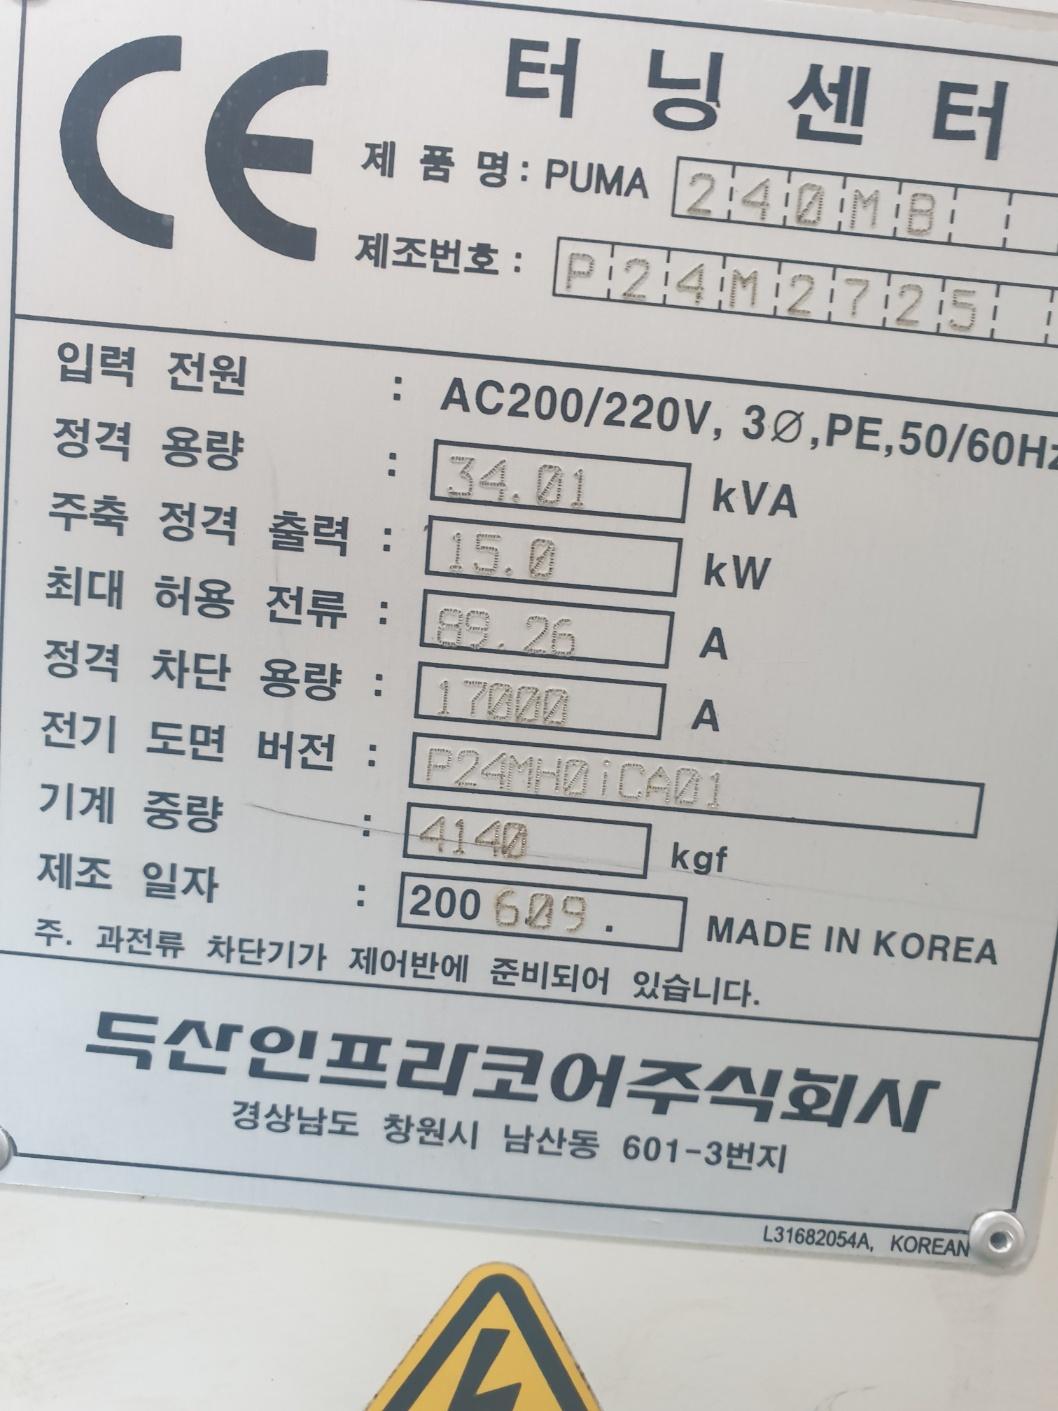 CE
터닝센터
제 품 명 : PUMA 240MB
제조번호 : P24M2725
입력 전원 : AC200/220V, 3Ø,PE,50/60Hz
정격 용량 : 34.01 kVA
주축 정격 출력 : 15.0 kW
최대 허용 전류 : 89.26 A
정격 차단 용량 : 17000 A
전기 도면 버전 : P24MH0iCA01
기계 중량 : 4140 kgf
제조 일자 : 200 609. MADE IN KOREA
주. 과전류 차단기가 제어반에 준비되어 있습니다.
두산인프라코어주식회사
경상남도 창원시 남산동 601-3번지
L31682054A, KOREAN